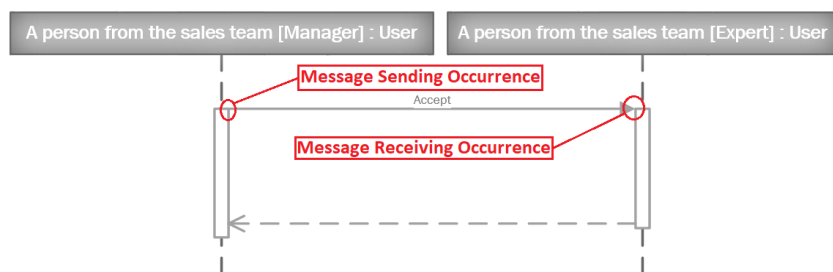 A person from the sales team [Manager] : User
A person from the sales team [Expert] : User
Message Sending Occurrence
Accept
Message Receiving Occurrence